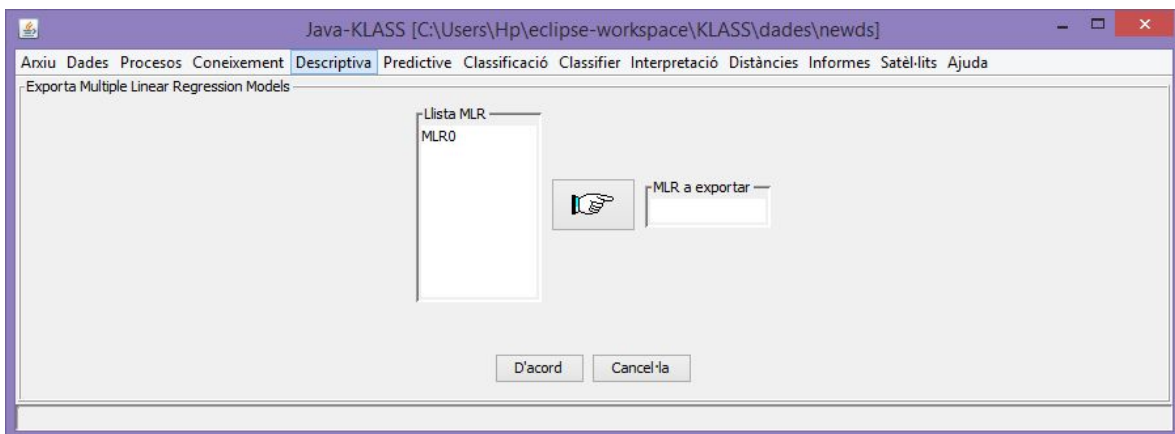 Java-KLASS [C:\Users\Hp\eclipse-workspace\KLASS\dades\newds]
Arxiu Dades Procesos Coneixement Descriptiva Predictive Classificació Classifier Interpretació Distàncies Informes Satèl·lits Ajuda
Exporta Multiple Linear Regression Models
Llista MLR
MLR0
MLR a exportar
D'acord Cancel·la